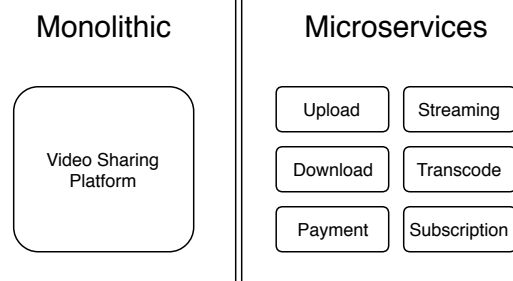 Monolithic
Video Sharing
Platform
Microservices
Upload
Streaming
Download
Transcode
Payment
Subscription